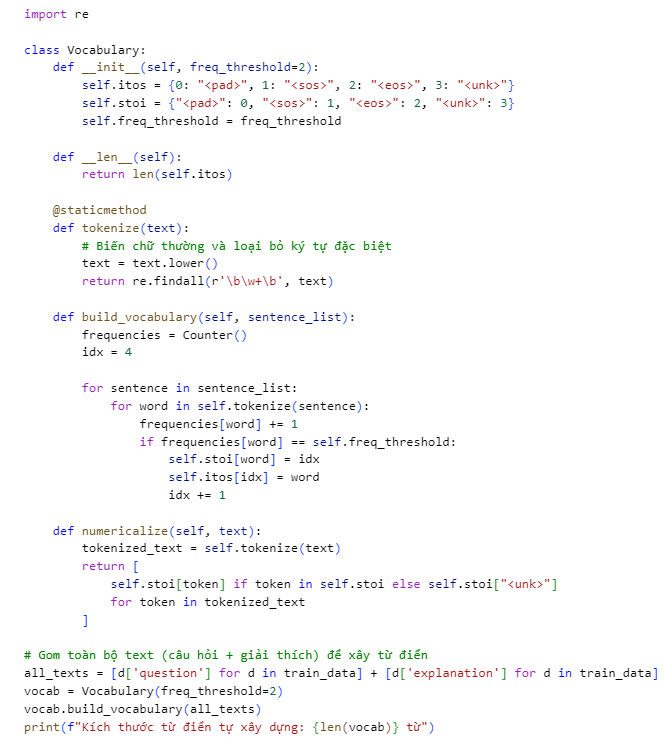 import re

class Vocabulary:
    def __init__(self, freq_threshold=2):
        self.itos = {0: "<pad>", 1: "<sos>", 2: "<eos>", 3: "<unk>"}
        self.stoi = {"<pad>": 0, "<sos>": 1, "<eos>": 2, "<unk>": 3}
        self.freq_threshold = freq_threshold

    def __len__(self):
        return len(self.itos)

    @staticmethod
    def tokenize(text):
        # Biến chữ thường và loại bỏ ký tự đặc biệt
        text = text.lower()
        return re.findall(r'\b\w+\b', text)

    def build_vocabulary(self, sentence_list):
        frequencies = Counter()
        idx = 4

        for sentence in sentence_list:
            for word in self.tokenize(sentence):
                frequencies[word] += 1
                if frequencies[word] == self.freq_threshold:
                    self.stoi[word] = idx
                    self.itos[idx] = word
                    idx += 1

    def numericalize(self, text):
        tokenized_text = self.tokenize(text)
        return [
            self.stoi[token] if token in self.stoi else self.stoi["<unk>"]
            for token in tokenized_text
        ]

# Gom toàn bộ text (câu hỏi + giải thích) để xây từ điển
all_texts = [d['question'] for d in train_data] + [d['explanation'] for d in train_data]
vocab = Vocabulary(freq_threshold=2)
vocab.build_vocabulary(all_texts)
print(f"Kích thước từ điển tự xây dựng: {len(vocab)} từ")